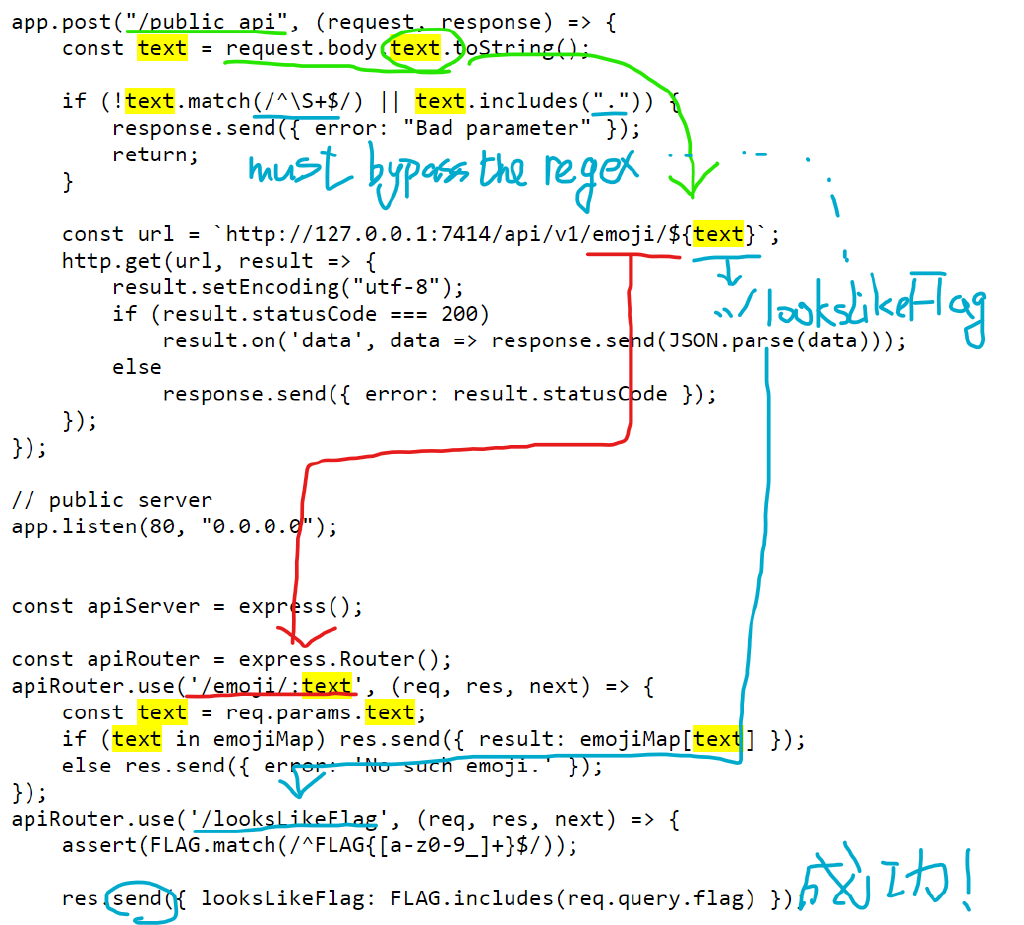 app.post("/public_api", (request, response) => {
const text = request.body.text.toString();
if (!text.match(/^\S+$/) || text.includes(".")) {
response.send({ error: "Bad parameter" });
return;
must bypass the regex
}
const url = `http://127.0.0.1:7414/api/v1/emoji/${text}`;
http.get(url, result => {
result.setEncoding("utf-8");
../looksLikeFlag
if (result.statusCode === 200)
result.on('data', data => response.send(JSON.parse(data)));
else
response.send({ error: result.statusCode });
});
});
// public server
app.listen(80, "0.0.0.0");
const apiServer = express();
const apiRouter = express.Router();
apiRouter.use('/emoji/:text', (req, res, next) => {
const text = req.params.text;
if (text in emojiMap) res.send({ result: emojiMap[text] });
else res.send({ error: 'No such emoji.' });
});
apiRouter.use('/looksLikeFlag', (req, res, next) => {
assert(FLAG.match(/^FLAG{[a-z0-9_]+}$/));
res.send({ looksLikeFlag: FLAG.includes(req.query.flag) });
成功!